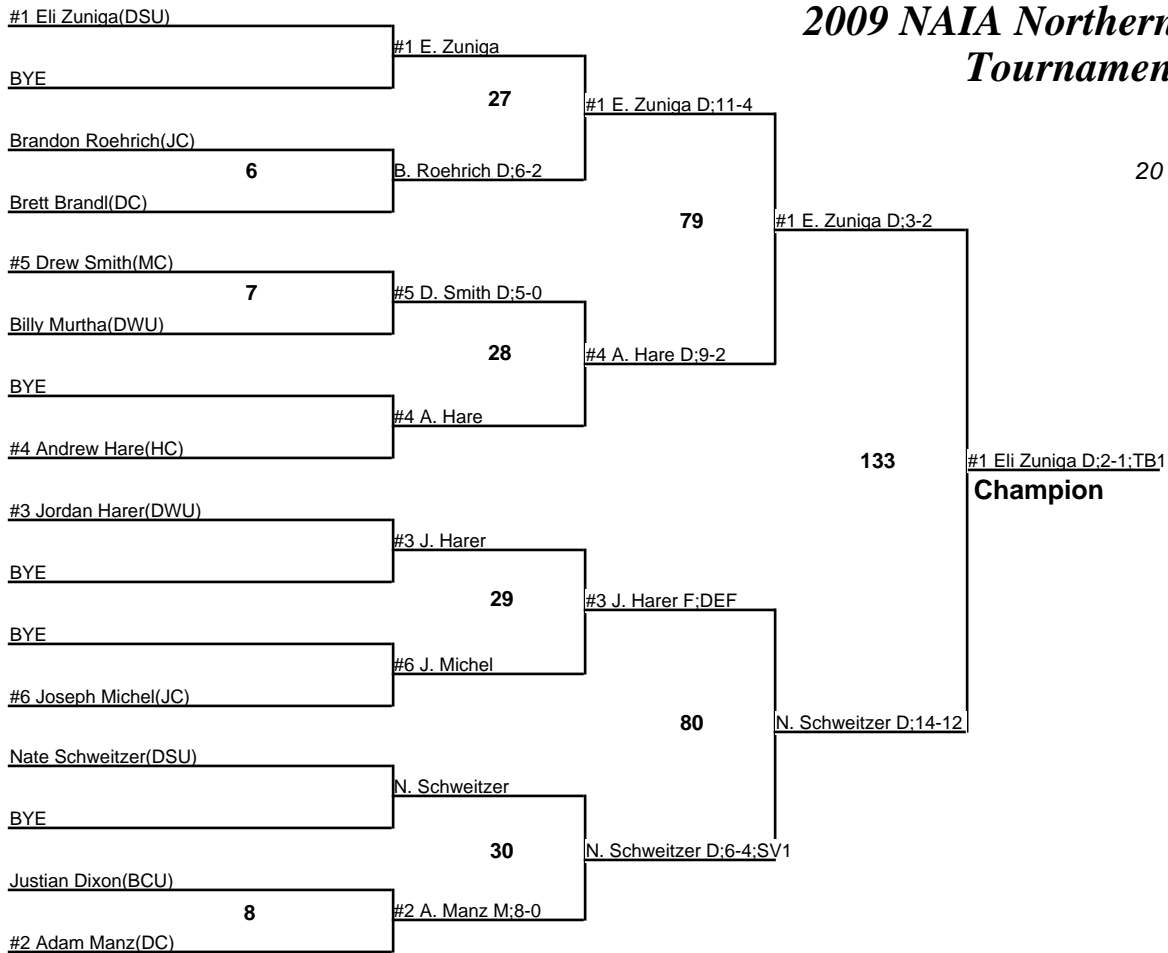 2009 NAIA Northern
Tournamen
20
#1 Eli Zuniga(DSU)
BYE
Brandon Roehrich(JC)
6
Brett Brandl(DC)
#5 Drew Smith(MC)
7
Billy Murtha(DWU)
BYE
#4 Andrew Hare(HC)
#3 Jordan Harer(DWU)
BYE
BYE
#6 Joseph Michel(JC)
Nate Schweitzer(DSU)
BYE
Justian Dixon(BCU)
8
#2 Adam Manz(DC)
#1 E. Zuniga
27
B. Roehrich D;6-2
#5 D. Smith D;5-0
28
#4 A. Hare
#3 J. Harer
29
#6 J. Michel
N. Schweitzer
30
#2 A. Manz M;8-0
#1 E. Zuniga D;11-4
79
#4 A. Hare D;9-2
#3 J. Harer F;DEF
80
N. Schweitzer D;6-4;SV1
#1 E. Zuniga D;3-2
133
N. Schweitzer D;14-12
#1 Eli Zuniga D;2-1;TB1
Champion